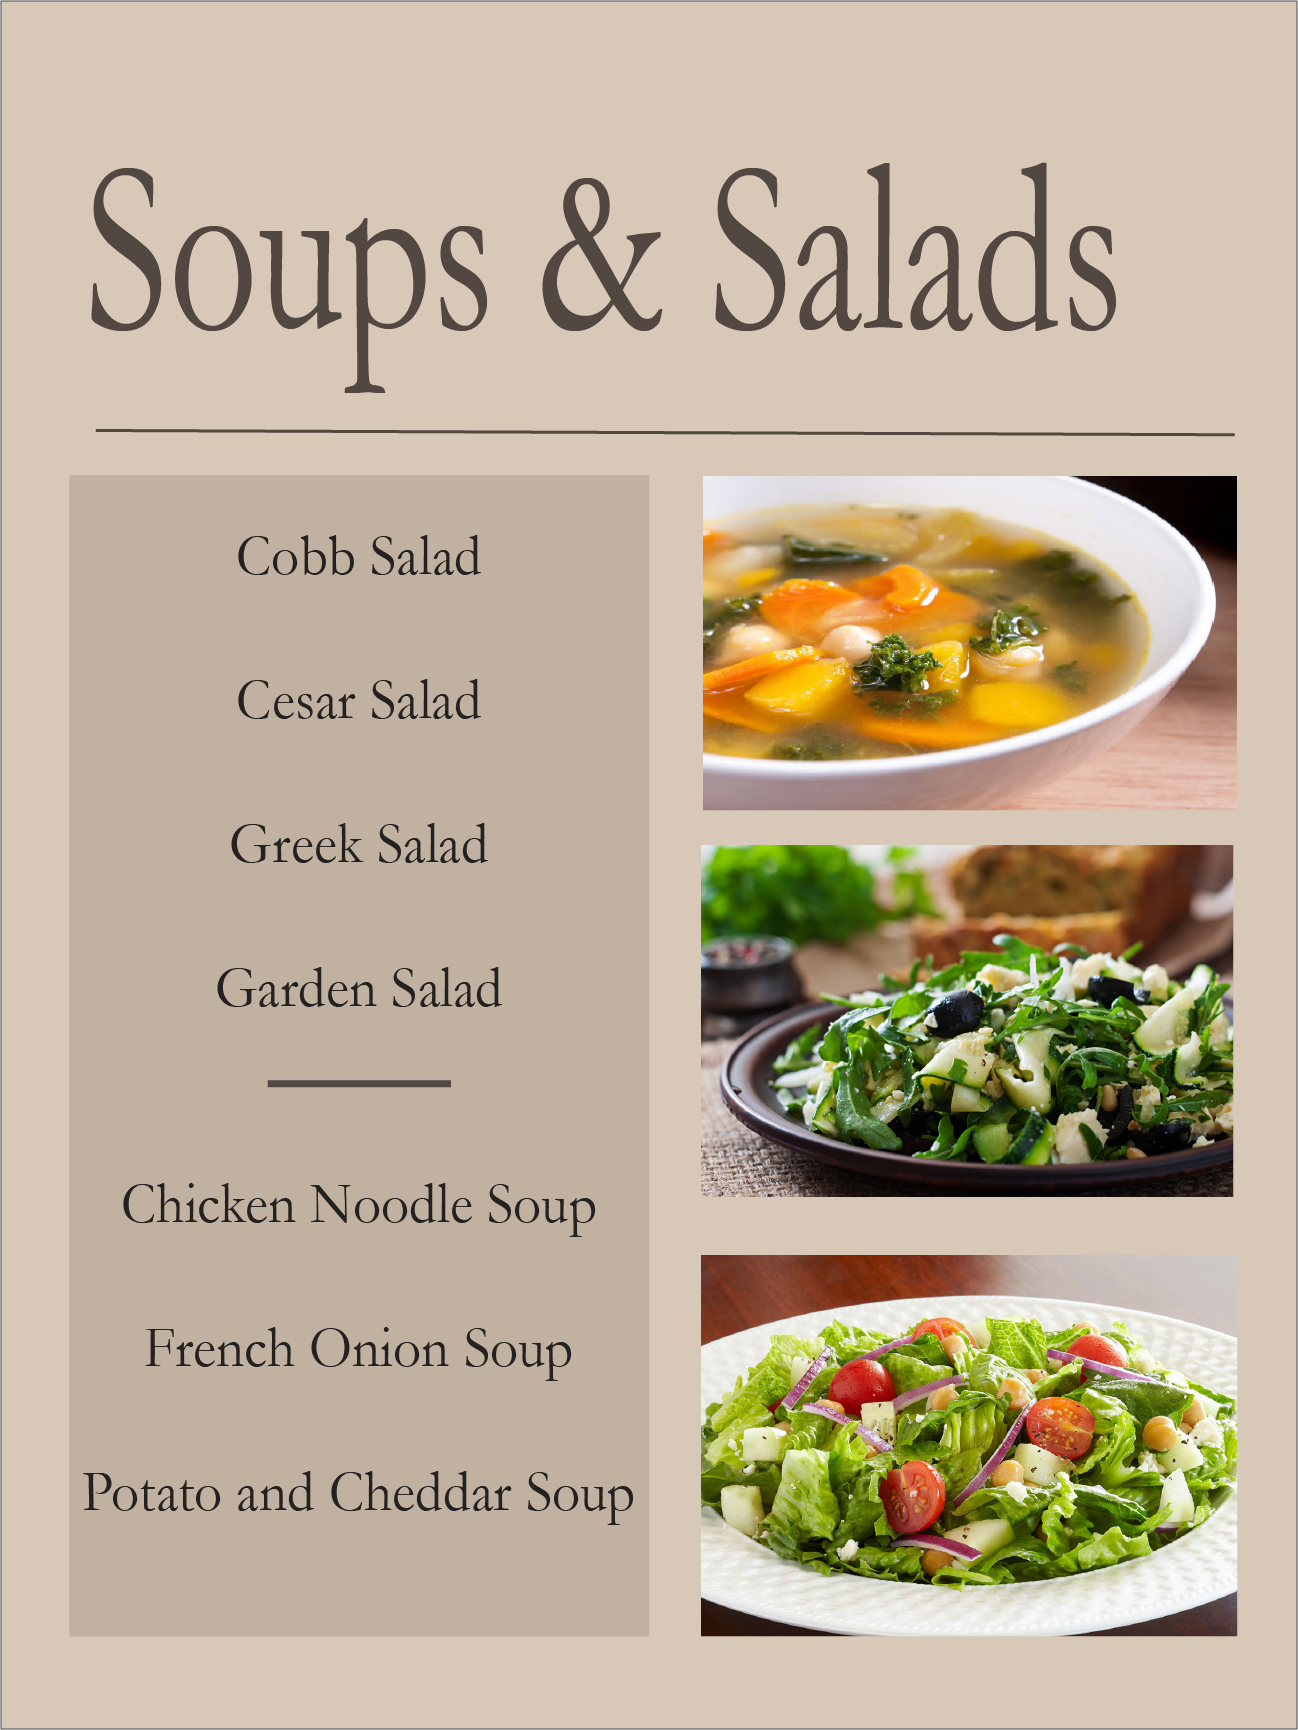 Soups & Salads
Cobb Salad
Cesar Salad
Greek Salad
Garden Salad
Chicken Noodle Soup
French Onion Soup
Potato and Cheddar Soup